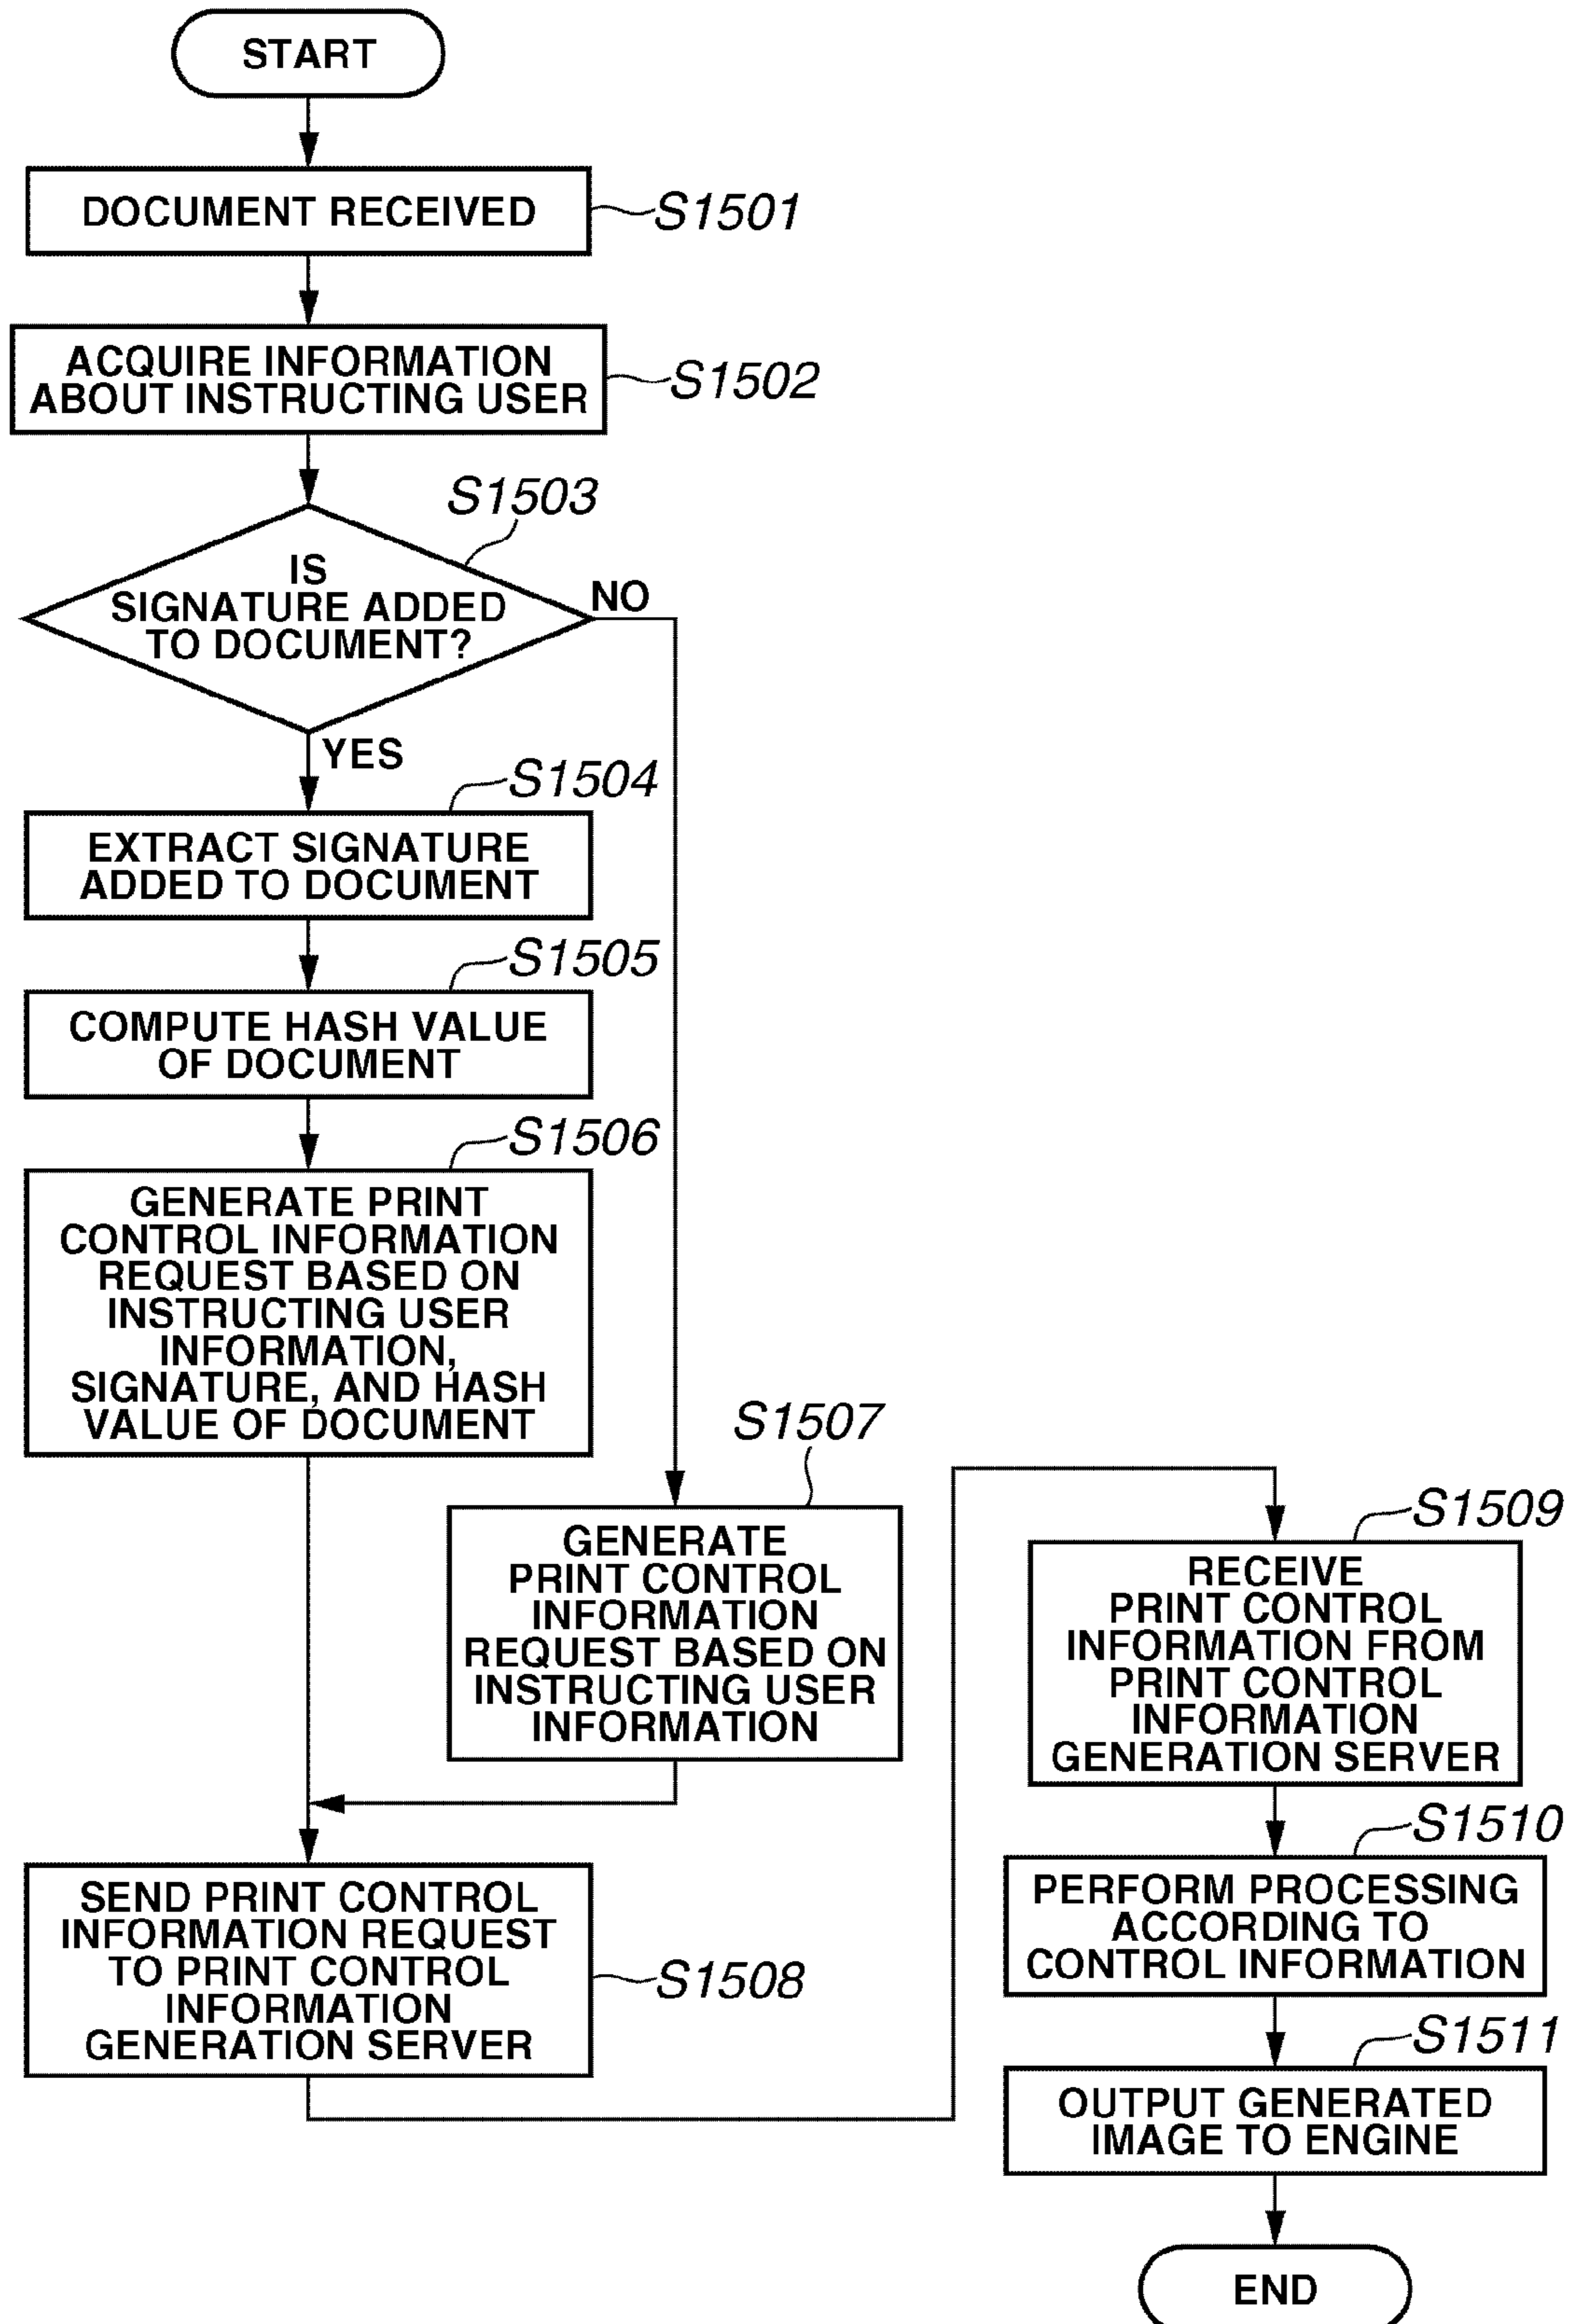 START
DOCUMENT RECEIVED
S1501
ACQUIRE INFORMATION
ABOUT INSTRUCTING USER
S1502
S1503
IS
SIGNATURE ADDED
TO DOCUMENT?
NO
YES
S1504
EXTRACT SIGNATURE
ADDED TO DOCUMENT
S1505
COMPUTE HASH VALUE
OF DOCUMENT
S1506
GENERATE PRINT
CONTROL INFORMATION
REQUEST BASED ON
INSTRUCTING USER
INFORMATION,
SIGNATURE, AND HASH
VALUE OF DOCUMENT
S1507
GENERATE
PRINT CONTROL
INFORMATION
REQUEST BASED ON
INSTRUCTING USER
INFORMATION
SEND PRINT CONTROL
INFORMATION REQUEST
TO PRINT CONTROL
INFORMATION
GENERATION SERVER
S1508
S1509
RECEIVE
PRINT CONTROL
INFORMATION FROM
PRINT CONTROL
INFORMATION
GENERATION SERVER
S1510
PERFORM PROCESSING
ACCORDING TO
CONTROL INFORMATION
S1511
OUTPUT GENERATED
IMAGE TO ENGINE
END